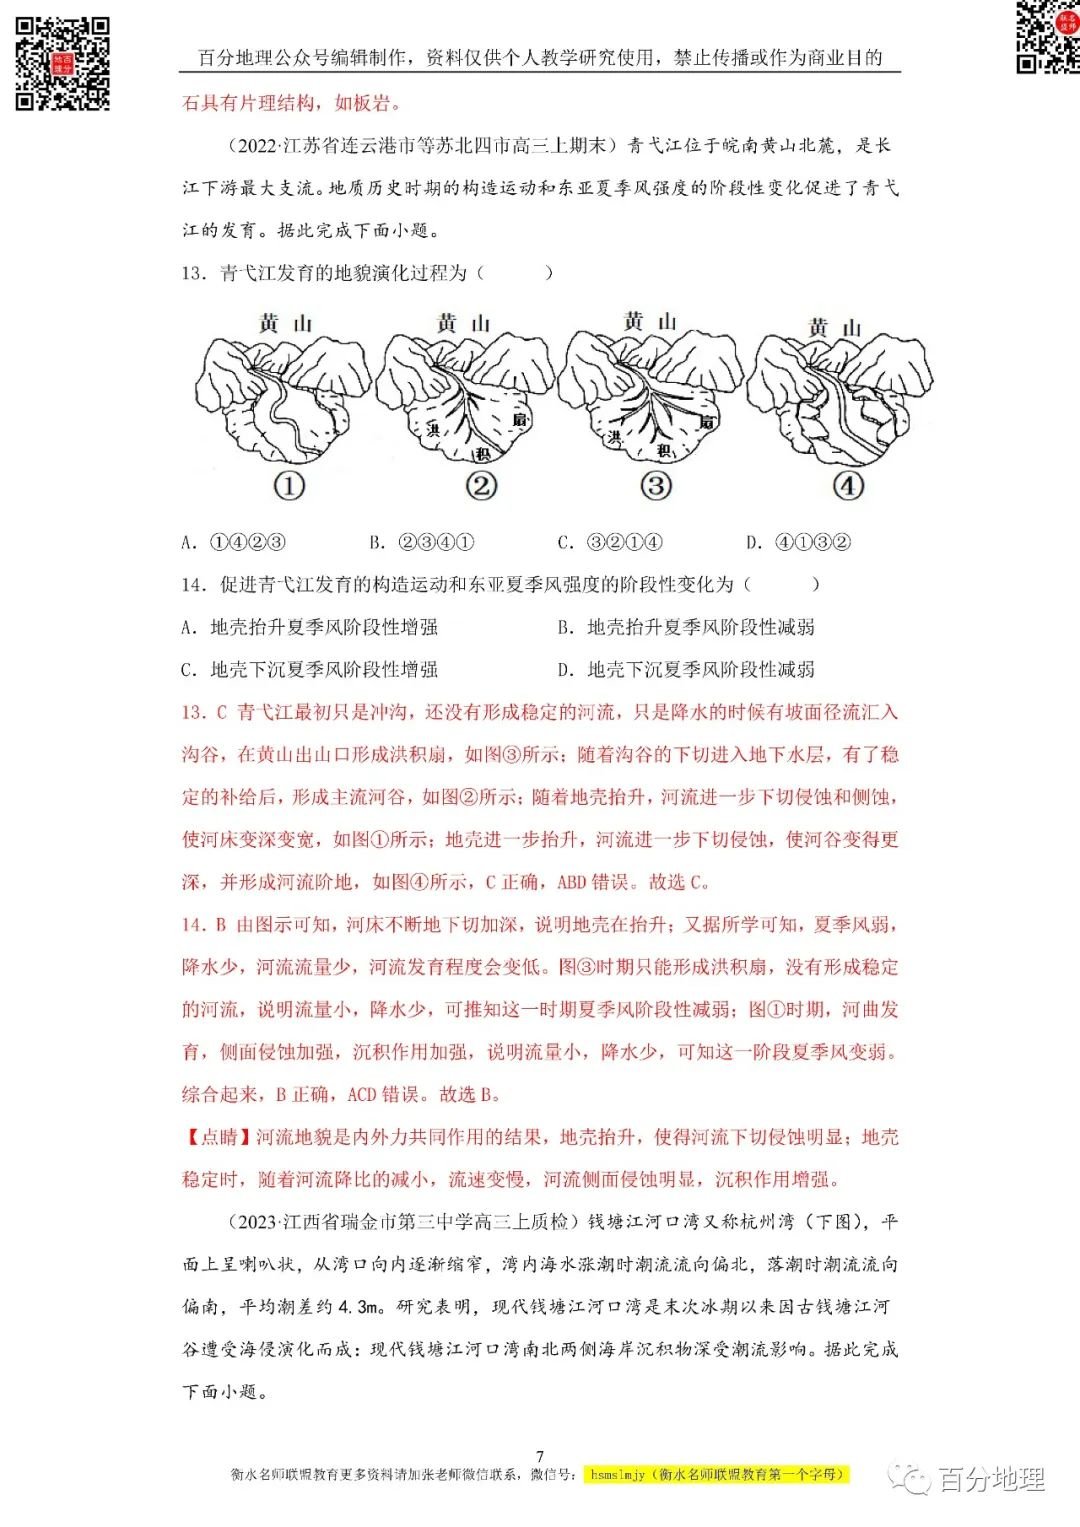 百分地理公众号编辑制作，资料仅供个人教学研究使用，禁止传播或作为商业目的
石具有片理结构，如板岩。
（2022·江苏省连云港市等苏北四市高三上期末）青弋江位于皖南黄山北麓，是长
江下游最大支流。地质历史时期的构造运动和东亚夏季风强度的阶段性变化促进了青弋
江的发育。据此完成下面小题。
13．青弋江发育的地貌演化过程为（　　）
黄 山 黄 山 黄 山 黄 山
洪 积 扇 洪 积 扇
① ② ③ ④
A．①④②③ B．②③④① C．③②①④ D．④①③②
14．促进青弋江发育的构造运动和东亚夏季风强度的阶段性变化为（　　）
A．地壳抬升夏季风阶段性增强 B．地壳抬升夏季风阶段性减弱
C．地壳下沉夏季风阶段性增强 D．地壳下沉夏季风阶段性减弱
13．C 青弋江最初只是冲沟，还没有形成稳定的河流，只是降水的时候有坡面径流汇入
沟谷，在黄山出山口形成洪积扇，如图③所示；随着沟谷的下切进入地下水层，有了稳
定的补给后，形成主流河谷，如图②所示；随着地壳抬升，河流进一步下切侵蚀和侧蚀，
使河床变深变宽，如图①所示；地壳进一步抬升，河流进一步下切侵蚀，使河谷变得更
深，并形成河流阶地，如图④所示，C 正确，ABD 错误。故选 C。
14．B 由图示可知，河床不断地下切加深，说明地壳在抬升；又据所学可知，夏季风弱，
降水少，河流流量少，河流发育程度会变低。图③时期只能形成洪积扇，没有形成稳定
的河流，说明流量小，降水少，可推知这一时期夏季风阶段性减弱；图①时期，河曲发
育，侧面侵蚀加强，沉积作用加强，说明流量小，降水少，可知这一阶段夏季风变弱。
综合起来，B 正确，ACD 错误。故选 B。
【点睛】河流地貌是内外力共同作用的结果，地壳抬升，使得河流下切侵蚀明显；地壳
稳定时，随着河流降比的减小，流速变慢，河流侧面侵蚀明显，沉积作用增强。
（2023·江西省瑞金市第三中学高三上质检）钱塘江河口湾又称杭州湾（下图），平
面上呈喇叭状，从湾口向内逐渐缩窄，湾内海水涨潮时潮流流向偏北，落潮时潮流流向
偏南，平均潮差约 4.3m。研究表明，现代钱塘江河口湾是末次冰期以来因古钱塘江河
谷遭受海侵演化而成；现代钱塘江河口湾南北两侧海岸沉积物深受潮流影响。据此完成
下面小题。
7
衡水名师联盟教育更多资料请加张老师微信联系，微信号： hsmslmjy（衡水名师联盟教育第一个字母）
百分地理